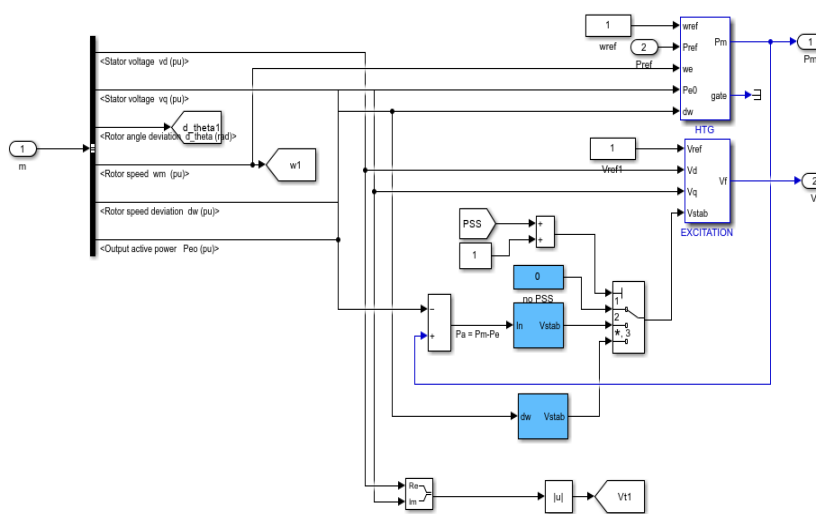 1
m
<Stator voltage vd (pu)>
<Stator voltage vq (pu)>
d_theta1
<Rotor angle deviation d_theta (rad)>
<Rotor speed wm (pu)>
w1
<Rotor speed deviation dw (pu)>
<Output active power Peo (pu)>
1
wref
2
Pref
wref
Pref
we
Pe0
dw
Pm
gate
HTG
1
Pm
1
Vref1
Vref
Vd
Vq
Vstab
Vf
EXCITATION
2
V
PSS
+
+
1
0
no PSS
1
2
*, 3
−
+
Pa = Pm-Pe
In
Vstab
dw
Vstab
Re
Im
|u|
Vt1